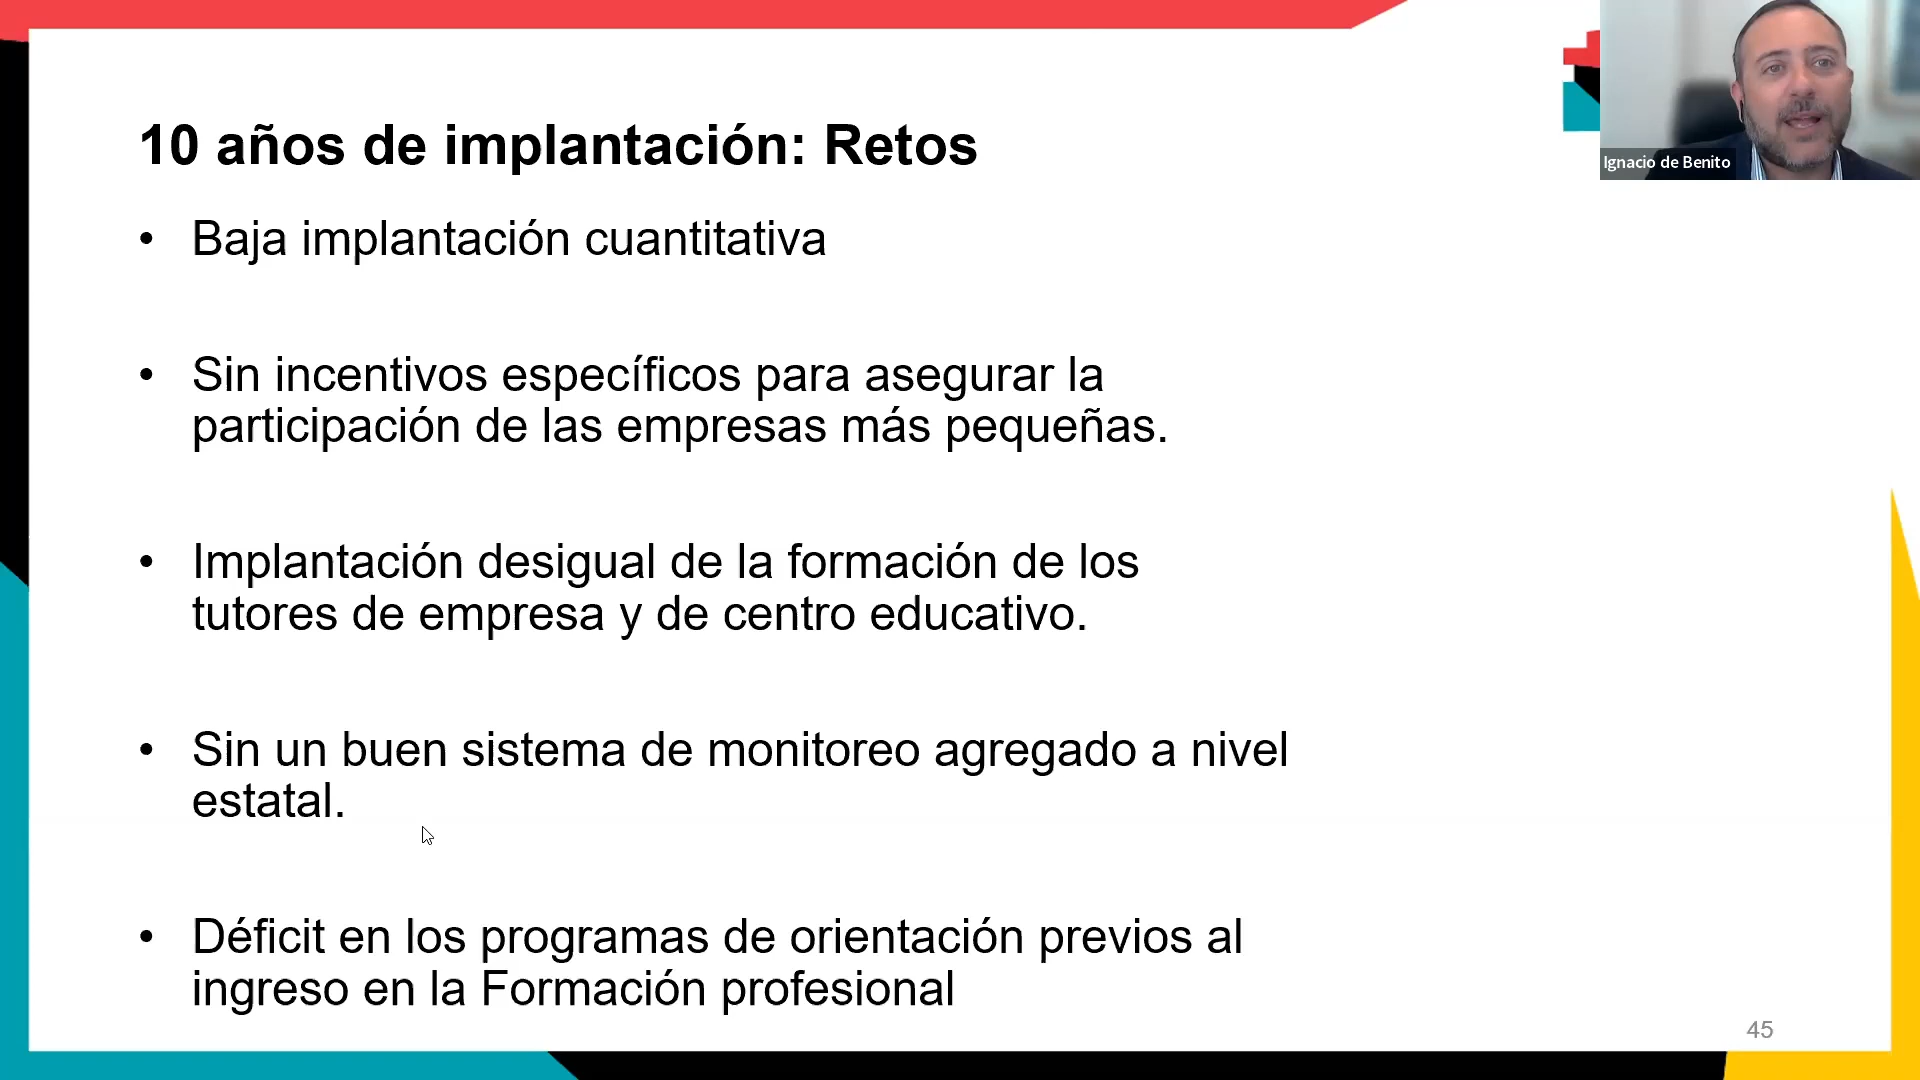 10 años de implantación: Retos
Ignacio de Benito
• Baja implantación cuantitativa
• Sin incentivos específicos para asegurar la
participación de las empresas más pequeñas.
• Implantación desigual de la formación de los
tutores de empresa y de centro educativo.
• Sin un buen sistema de monitoreo agregado a nivel
estatal.
• Déficit en los programas de orientación previos al
ingreso en la Formación profesional
45